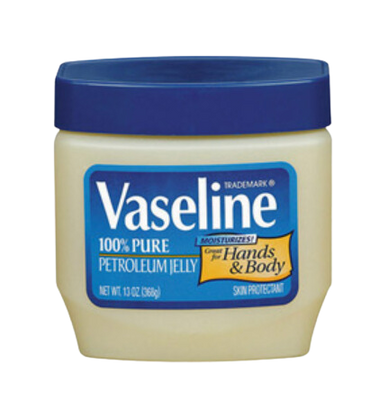 TRADEMARK ®
Vaseline
100% PURE
PETROLEUM JELLY
MOISTURIZES!
Great for Hands
& Body
NET WT. 13 OZ. (368g)
SKIN PROTECTANT